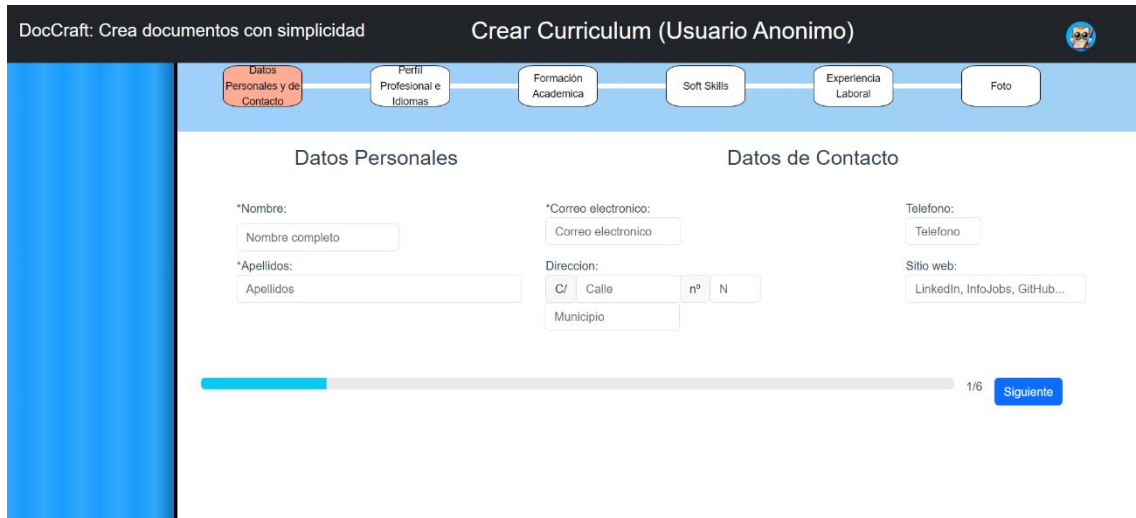 DocCraft: Crea documentos con simplicidad
Crear Curriculum (Usuario Anonimo)
Datos
Personales y de
Contacto
Perfil
Profesional e
Idiomas
Formación
Academica
Soft Skills
Experiencia
Laboral
Foto
Datos Personales
*Nombre:
Nombre completo
*Apellidos:
Apellidos
Datos de Contacto
*Correo electronico:
Correo electronico
Direccion:
C/ Calle nº N
Municipio
Telefono:
Telefono
Sitio web:
LinkedIn, InfoJobs, GitHub...
1/6
Siguiente